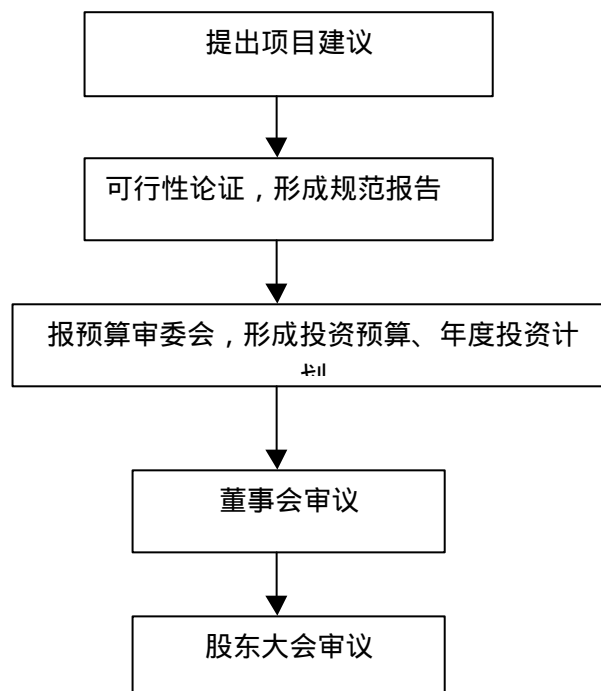 提出项目建议
可行性论证，形成规范报告
报预算审委会，形成投资预算、年度投资计
划
董事会审议
股东大会审议